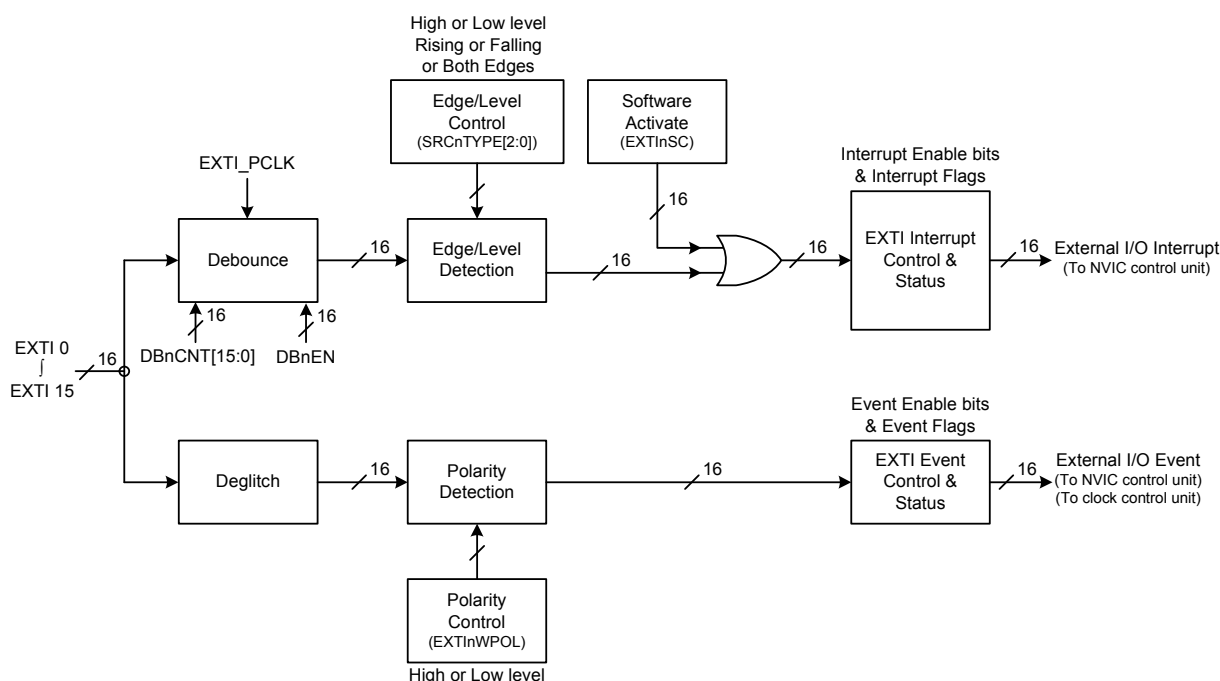 High or Low level
Rising or Falling
or Both Edges
Edge/Level
Control
(SRCnTYPE[2:0])
Software
Activate
(EXTInSC)
EXTI_PCLK
16
Interrupt Enable bits
& Interrupt Flags
Debounce
16
Edge/Level
Detection
16
16
EXTI Interrupt
Control &
Status
16
External I/O Interrupt
(To NVIC control unit)
16
16
DBnCNT[15:0]
DBnEN
EXTI 0
∫
EXTI 15
16
Event Enable bits
& Event Flags
Deglitch
16
Polarity
Detection
16
EXTI Event
Control &
Status
16
External I/O Event
(To NVIC control unit)
(To clock control unit)
Polarity
Control
(EXTInWPOL)
High or Low level